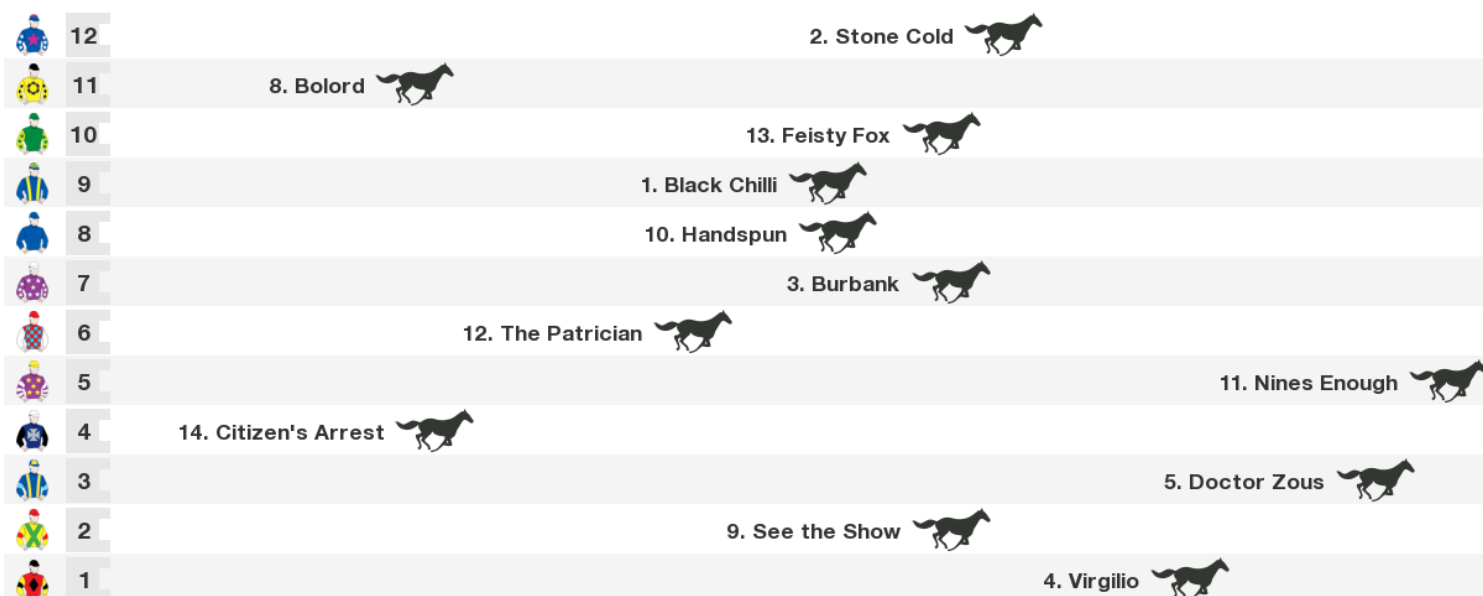 12 2. Stone Cold
11 8. Bolord
10 13. Feisty Fox
9 1. Black Chilli
8 10. Handspun
7 3. Burbank
6 12. The Patrician
5 11. Nines Enough
4 14. Citizen's Arrest
3 5. Doctor Zous
2 9. See the Show
1 4. Virgilio